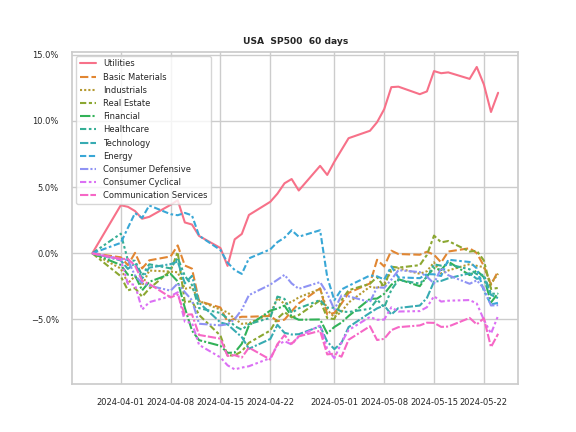 USA SP500 60 days
15.0%
10.0%
5.0%
0.0%
−5.0%
Utilities
Basic Materials
Industrials
Real Estate
Financial
Healthcare
Technology
Energy
Consumer Defensive
Consumer Cyclical
Communication Services
2024-04-01 2024-04-08 2024-04-15 2024-04-22 2024-05-01 2024-05-08 2024-05-15 2024-05-22